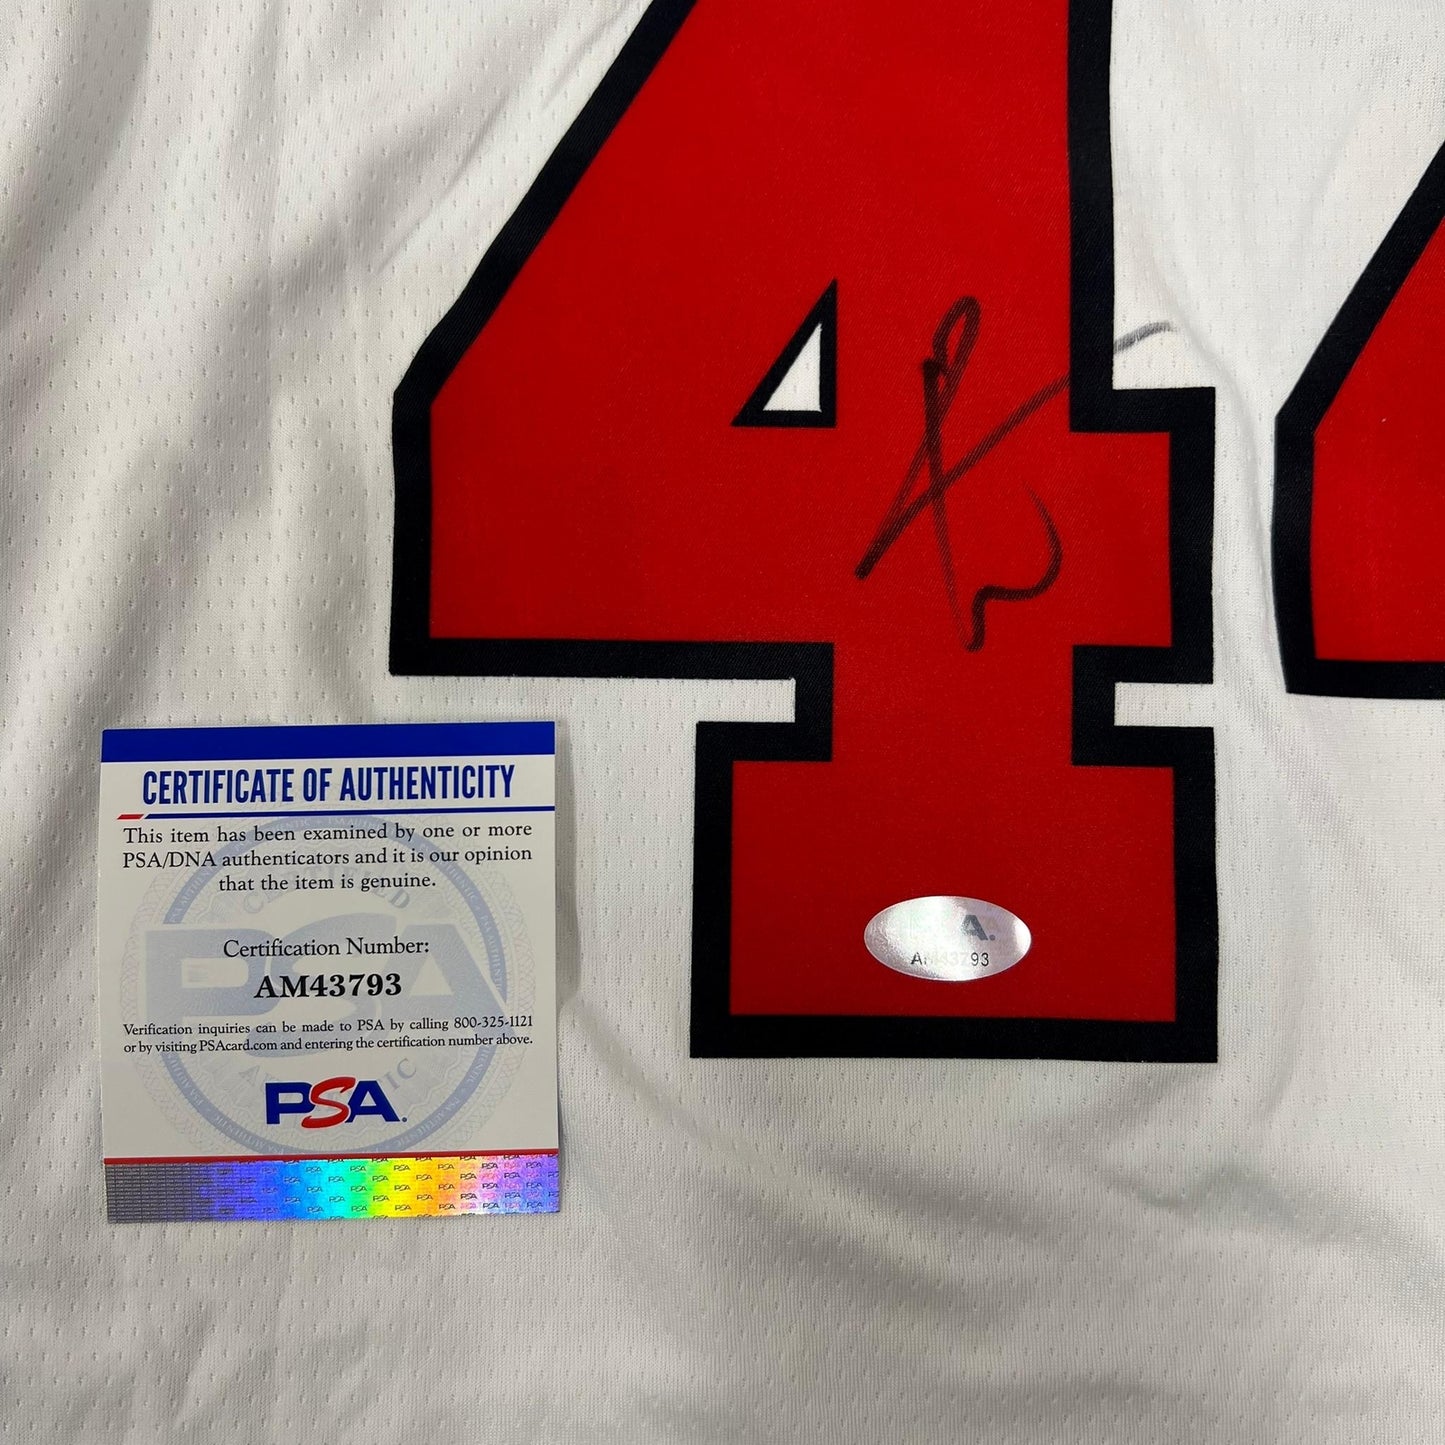 44
A.
AM43793
CERTIFICATE OF AUTHENTICITY
This item has been examined by one or more
PSA/DNA authenticators and it is our opinion
that the item is genuine.
Certification Number:
AM43793
Verification inquiries can be made to PSA by calling 800-325-1121
or by visiting PSAcard.com and entering the certification number above.
PSA.